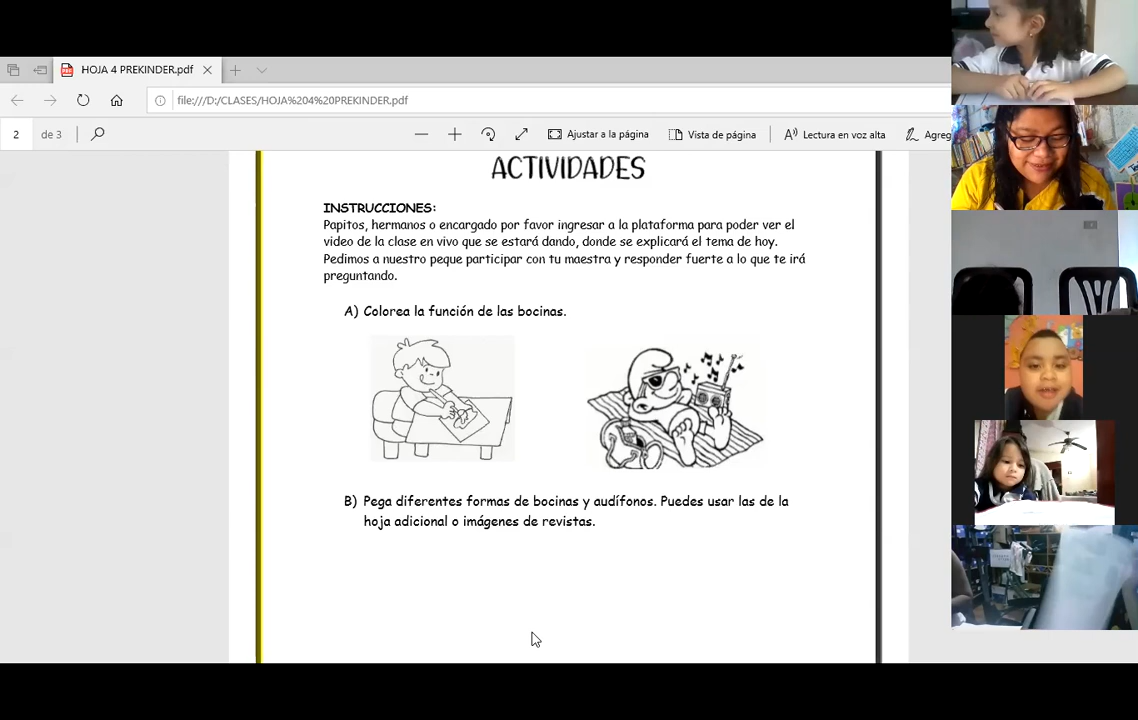 HOJA 4 PREKINDER.pdf
file:///D:/CLASES/HOJA%204%20PREKINDER.pdf
2 de 3 Ajustar a la página Vista de página Lectura en voz alta Agreg
ACTIVIDADES
INSTRUCCIONES:
Papitos, hermanos o encargado por favor ingresar a la plataforma para poder ver el
video de la clase en vivo que se estará dando, donde se explicará el tema de hoy.
Pedimos a nuestro peque participar con tu maestra y responder fuerte a lo que te irá
preguntando.
A) Colorea la función de las bocinas.
B) Pega diferentes formas de bocinas y audífonos. Puedes usar las de la
hoja adicional o imágenes de revistas.